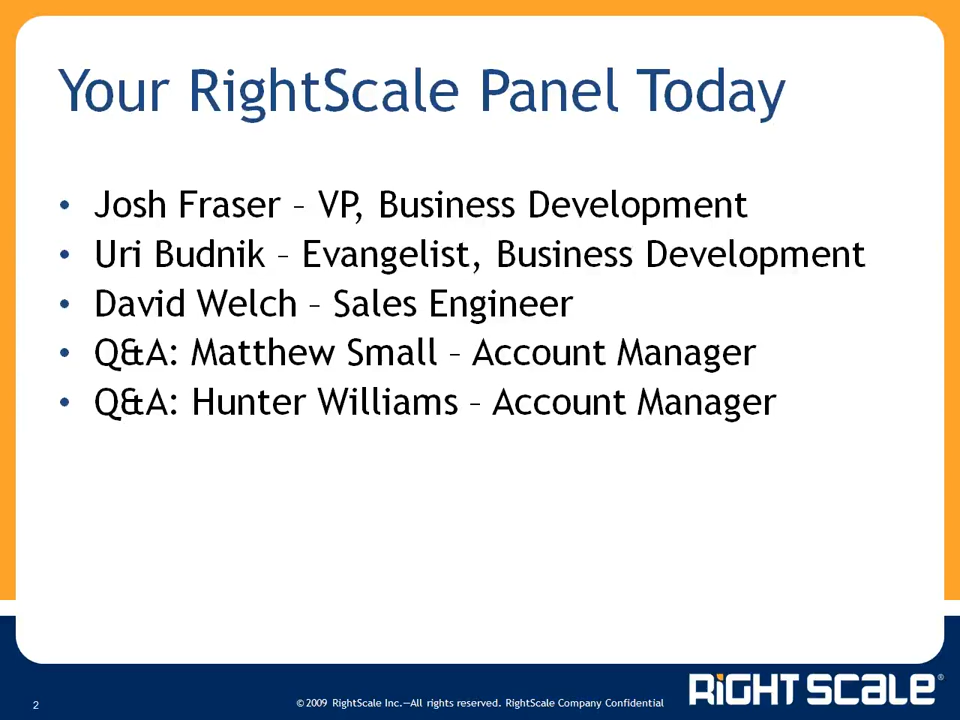 Your RightScale Panel Today
• Josh Fraser – VP, Business Development
• Uri Budnik – Evangelist, Business Development
• David Welch – Sales Engineer
• Q&A: Matthew Small – Account Manager
• Q&A: Hunter Williams – Account Manager
2
© 2009 RightScale Inc.—All rights reserved. RightScale Company Confidential
RIGHT SCALE®